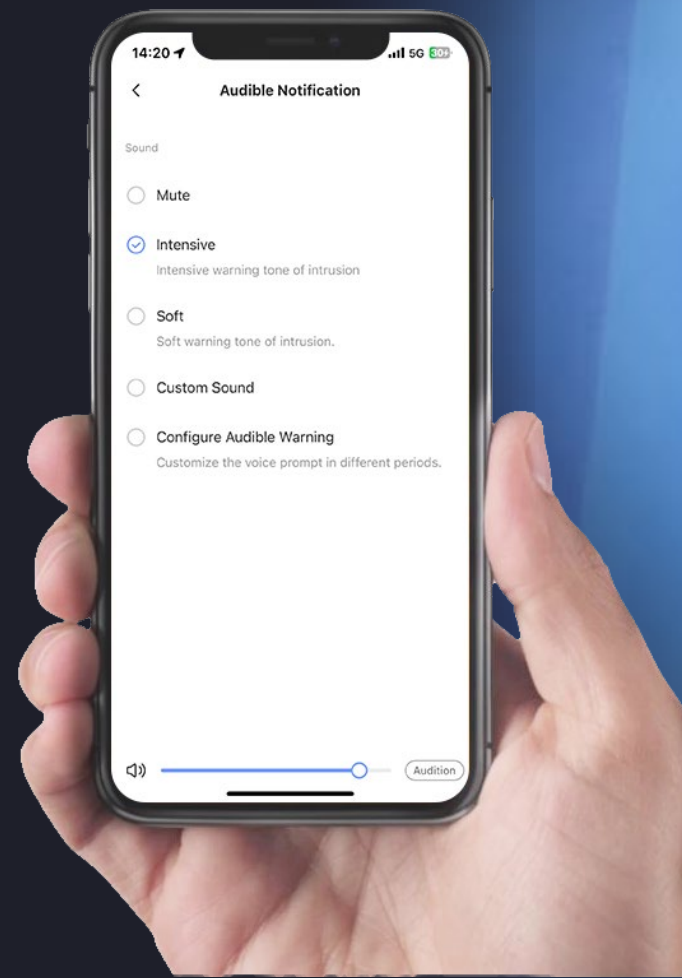 14:20
5G 30
Audible Notification
Sound
Mute
Intensive
Intensive warning tone of intrusion
Soft
Soft warning tone of intrusion.
Custom Sound
Configure Audible Warning
Customize the voice prompt in different periods.
Audition